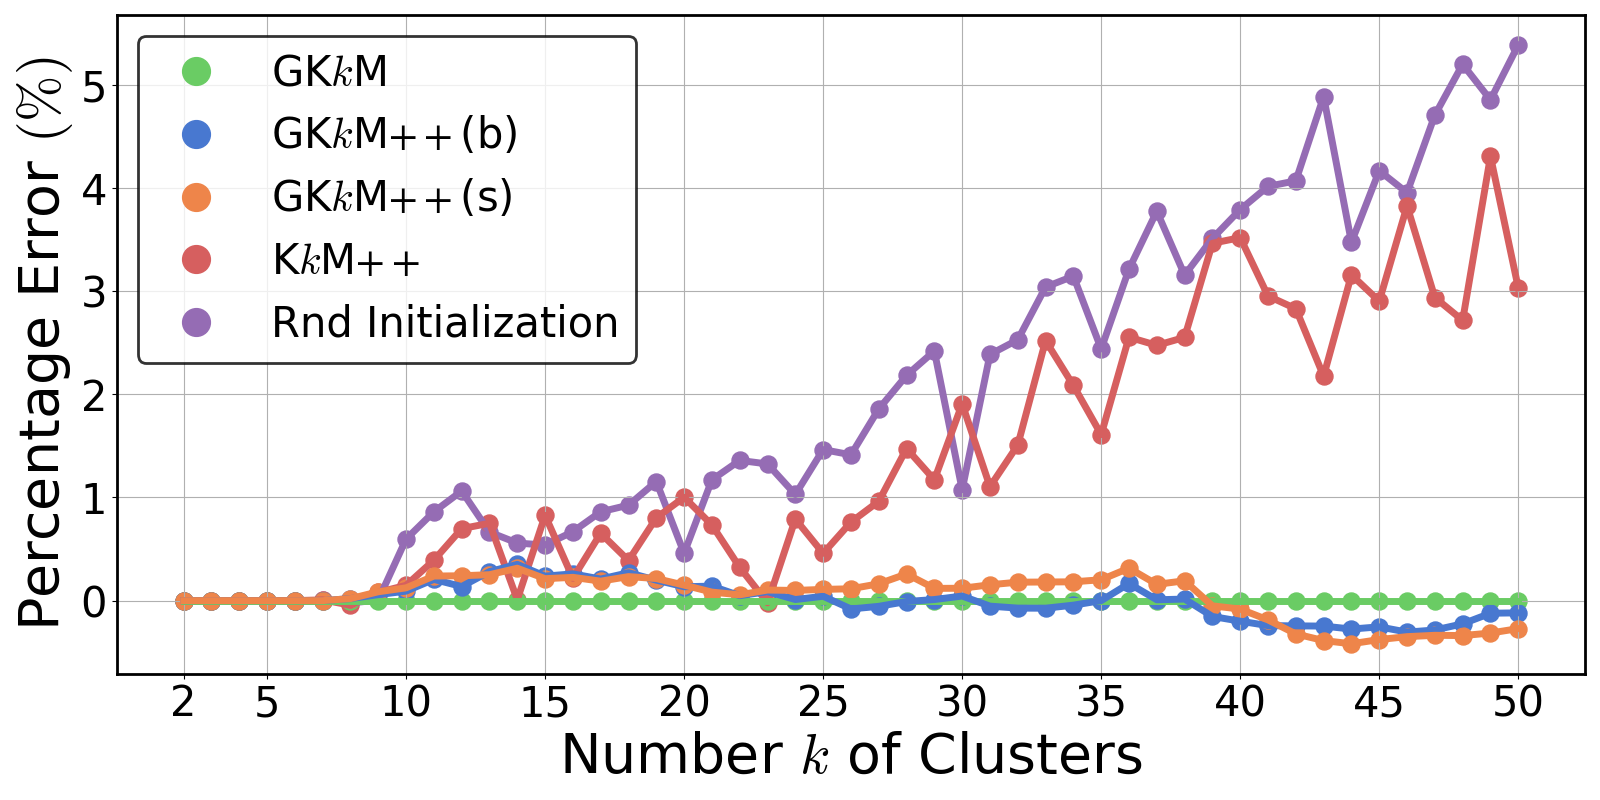 Percentage Error (%)
5
4
3
2
1
0
GKkM
GKkM++(b)
GKkM++(s)
KkM++
Rnd Initialization
2 5 10 15 20 25 30 35 40 45 50
Number k of Clusters